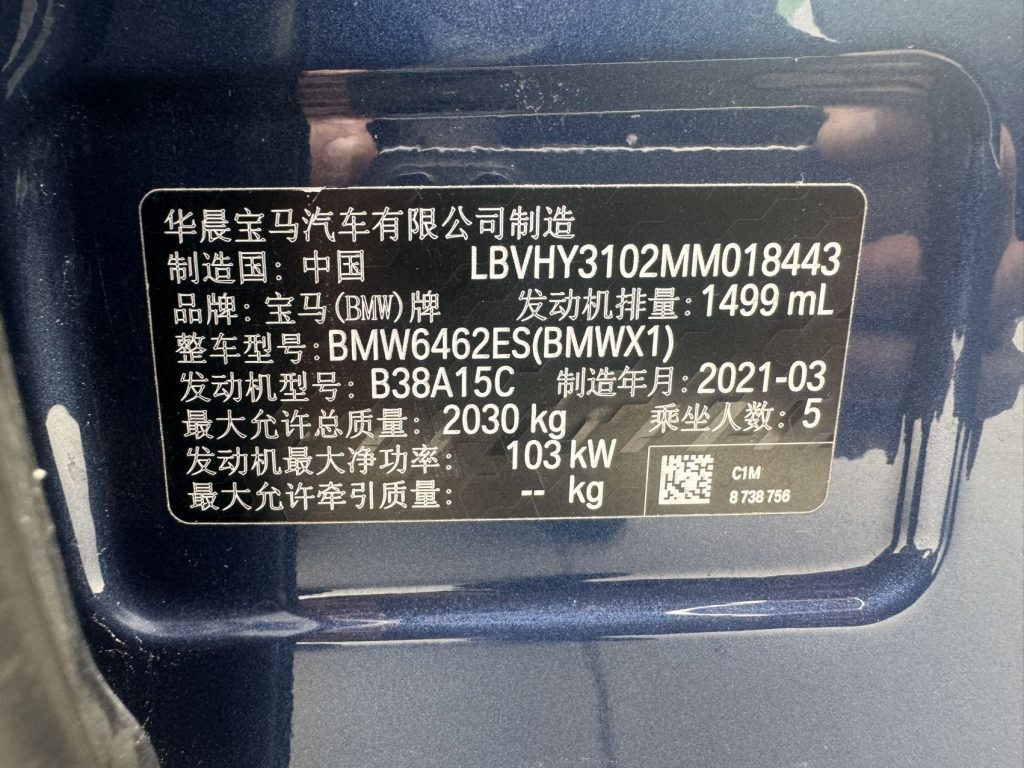 华晨宝马汽车有限公司制造
制造国: 中国 LBVHY3102MM018443
品牌: 宝马(BMW)牌 发动机排量: 1499 mL
整车型号: BMW6462ES(BMWX1)
发动机型号: B38A15C 制造年月: 2021-03
最大允许总质量: 2030 kg 乘坐人数: 5
发动机最大净功率: 103 kW
最大允许牵引质量: -- kg
C1M
8 738 756